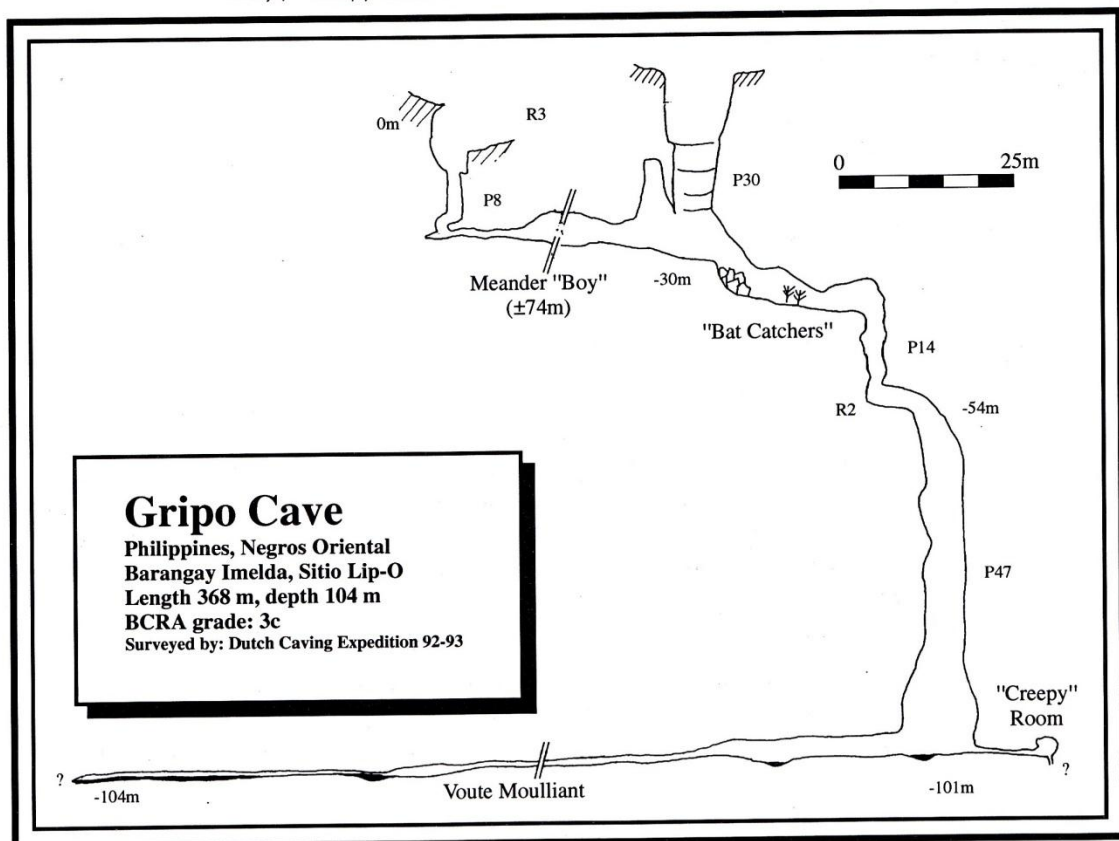 0m
R3
P8
P30
0 25m
Meander "Boy"
(±74m)
-30m
"Bat Catchers"
P14
R2
-54m
Gripo Cave
Philippines, Negros Oriental
Barangay Imelda, Sitio Lip-O
Length 368 m, depth 104 m
BCRA grade: 3c
Surveyed by: Dutch Caving Expedition 92-93
P47
"Creepy"
Room
?
-104m
Voute Moulliant
-101m
?